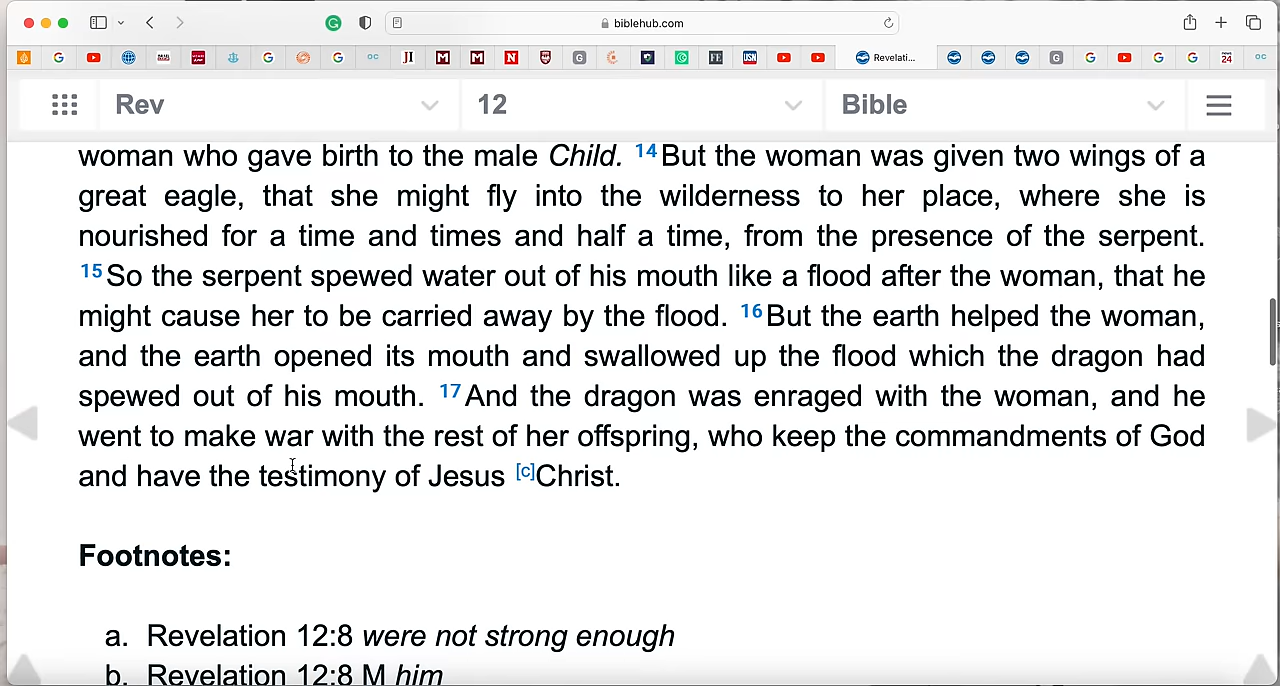 biblehub.com
Revelati...
Rev 12 Bible
woman who gave birth to the male Child. 14 But the woman was given two wings of a
great eagle, that she might fly into the wilderness to her place, where she is
nourished for a time and times and half a time, from the presence of the serpent.
15 So the serpent spewed water out of his mouth like a flood after the woman, that he
might cause her to be carried away by the flood. 16 But the earth helped the woman,
and the earth opened its mouth and swallowed up the flood which the dragon had
spewed out of his mouth. 17 And the dragon was enraged with the woman, and he
went to make war with the rest of her offspring, who keep the commandments of God
and have the testimony of Jesus [c]Christ.
Footnotes:
a. Revelation 12:8 were not strong enough
b. Revelation 12:8 M him